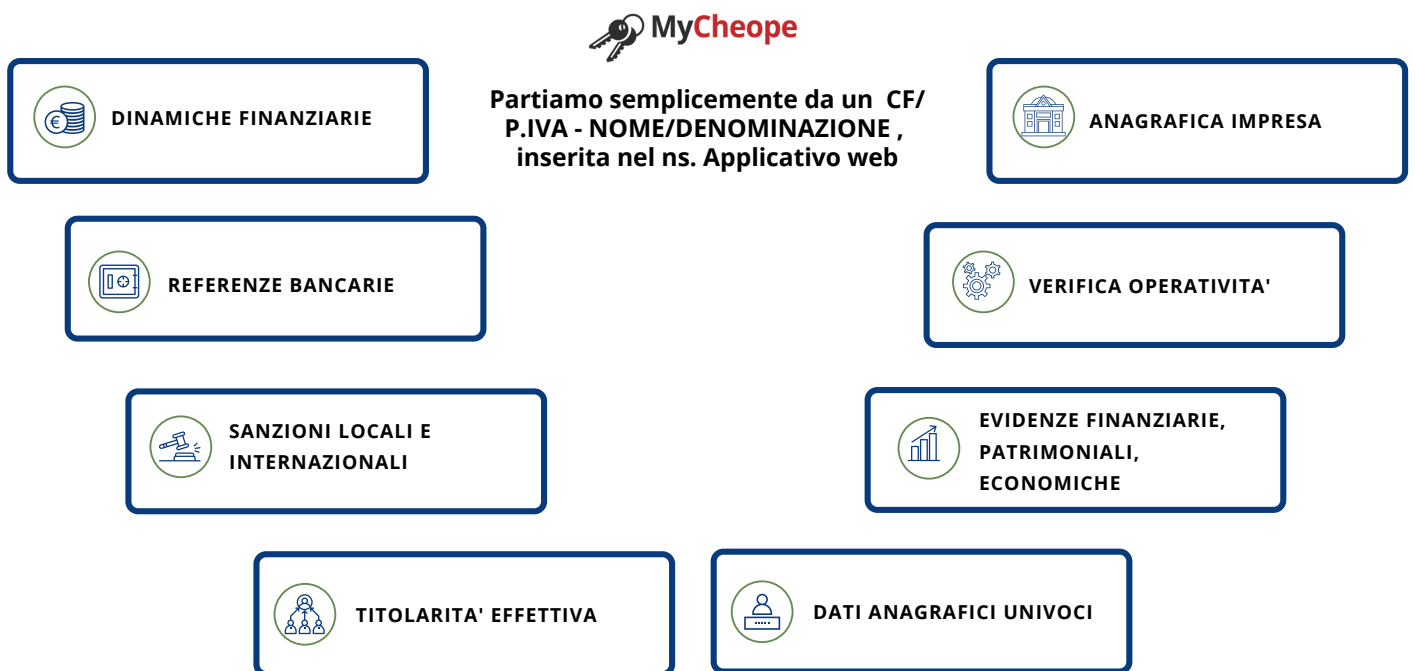 MyCheope
Partiamo semplicemente da un CF/
P.IVA - NOME/DENOMINAZIONE ,
inserita nel ns. Applicativo web
DINAMICHE FINANZIARIE
ANAGRAFICA IMPRESA
REFERENZE BANCARIE
VERIFICA OPERATIVITA'
SANZIONI LOCALI E
INTERNAZIONALI
EVIDENZE FINANZIARIE,
PATRIMONIALI,
ECONOMICHE
TITOLARITA' EFFETTIVA
DATI ANAGRAFICI UNIVOCI